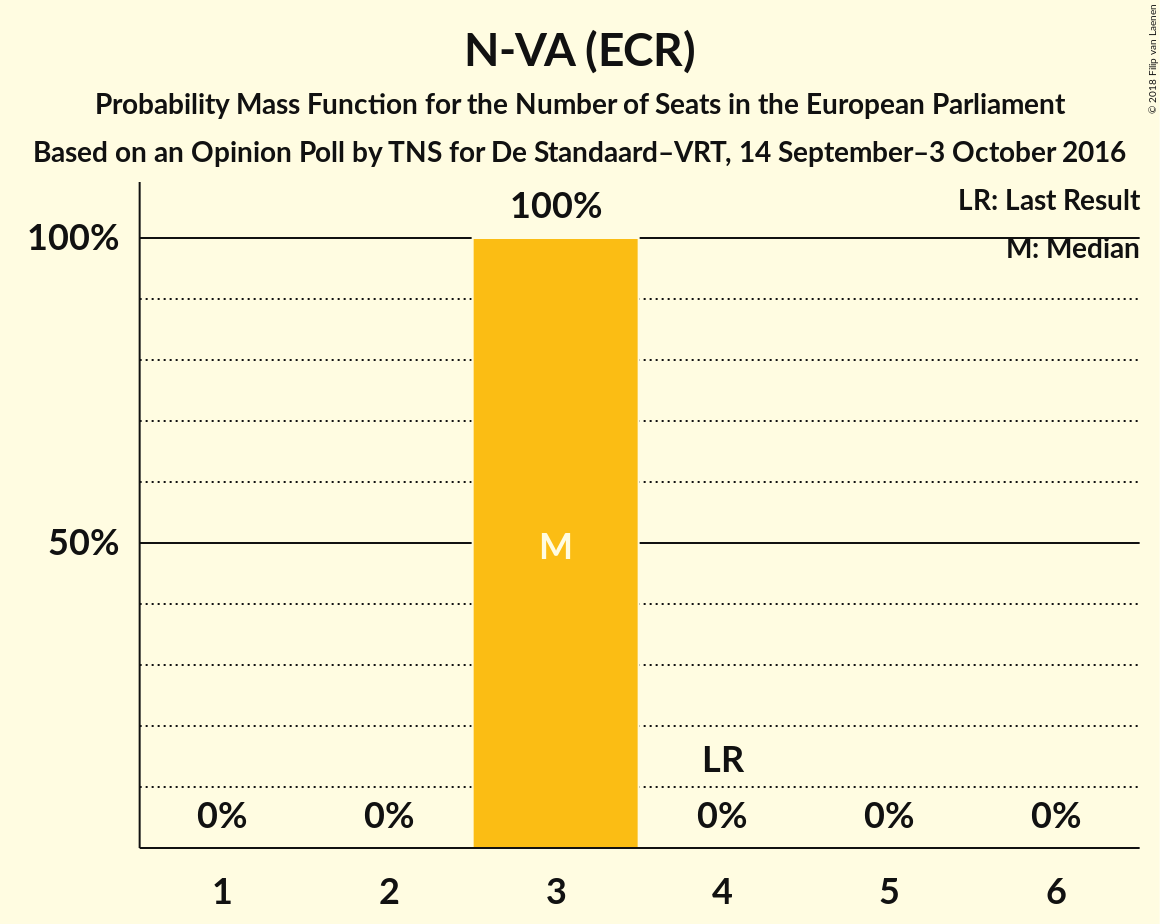 N-VA (ECR)
Probability Mass Function for the Number of Seats in the European Parliament
Based on an Opinion Poll by TNS for De Standaard–VRT, 14 September–3 October 2016
© 2018 Filip van Laenen
LR: Last Result
M: Median
100%
100%
50%
M
LR
0%
0%
0%
0%
0%
1
2
3
4
5
6